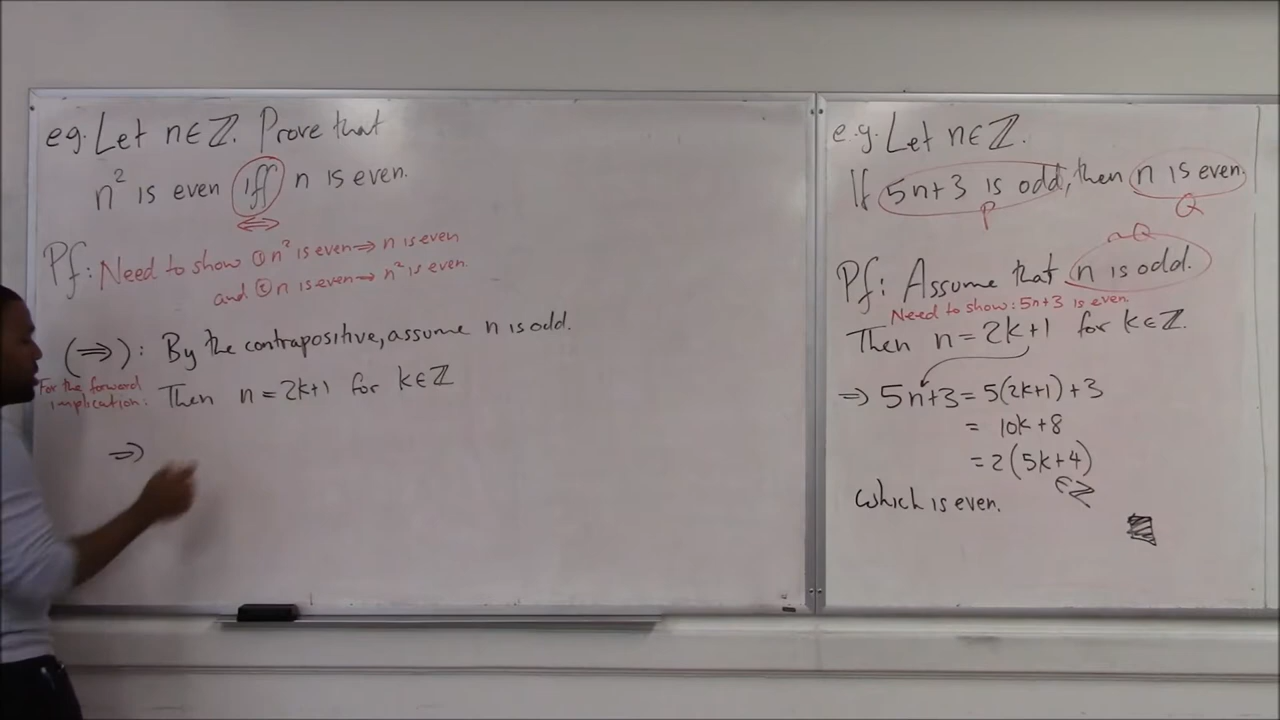 eg. Let n∈ℤ. Prove that
n² is even iff n is even.
⟺
Pf: Need to show ① n² is even ⟹ n is even
and ② n is even ⟹ n² is even.
(⟹): By the contrapositive, assume n is odd.
For the forward implication:
Then n = 2k+1 for k∈ℤ
⟹
e.g. Let n∈ℤ.
If 5n+3 is odd, then n is even.
P
Q
~Q
Pf: Assume that n is odd.
Need to show: 5n+3 is even.
Then n = 2k+1 for k∈ℤ.
⟹ 5n+3 = 5(2k+1)+3
= 10k+8
= 2(5k+4)
∈ℤ
which is even.